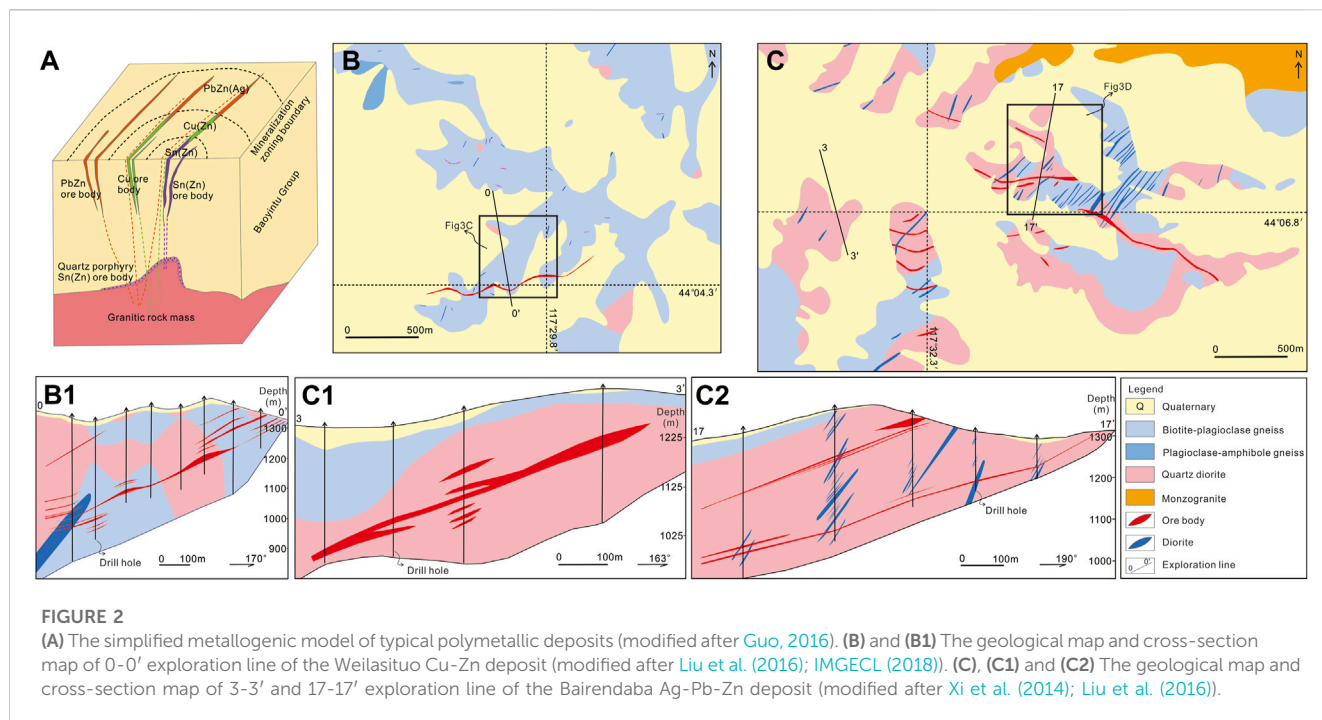 A
PbZn(Ag)
Cu(Zn)
Sn(Zn)
Mineralization
zoning boundary
PbZn
ore body
Cu ore
body
Sn(Zn)
ore body
Baoyintu Group
Quartz porphyry
Sn(Zn) ore body
Granitic rock mass
B
N
0
Fig3C
0'
44°04.3'
117°29.8'
0 500m
C
N
17
Fig3D
3
3'
17'
44°06.8'
117°32.3'
0 500m
B1
0
Depth
(m)
0'
1300
1200
1100
1000
900
Drill hole
0 100m 170°
C1
3
Depth
(m)
3'
1225
1125
1025
Drill hole
0 100m 163°
C2
17
Depth
(m)
17'
1300
1200
1100
1000
Drill hole
0 100m 190°
Legend
Q Quaternary
Biotite-plagioclase gneiss
Plagioclase-amphibole gneiss
Quartz diorite
Monzogranite
Ore body
Diorite
0 0' Exploration line
FIGURE 2
(A) The simplified metallogenic model of typical polymetallic deposits (modified after Guo, 2016). (B) and (B1) The geological map and cross-section
map of 0-0′ exploration line of the Weilasituo Cu-Zn deposit (modified after Liu et al. (2016); IMGECL (2018)). (C), (C1) and (C2) The geological map and
cross-section map of 3-3′ and 17-17′ exploration line of the Bairendaba Ag-Pb-Zn deposit (modified after Xi et al. (2014); Liu et al. (2016)).